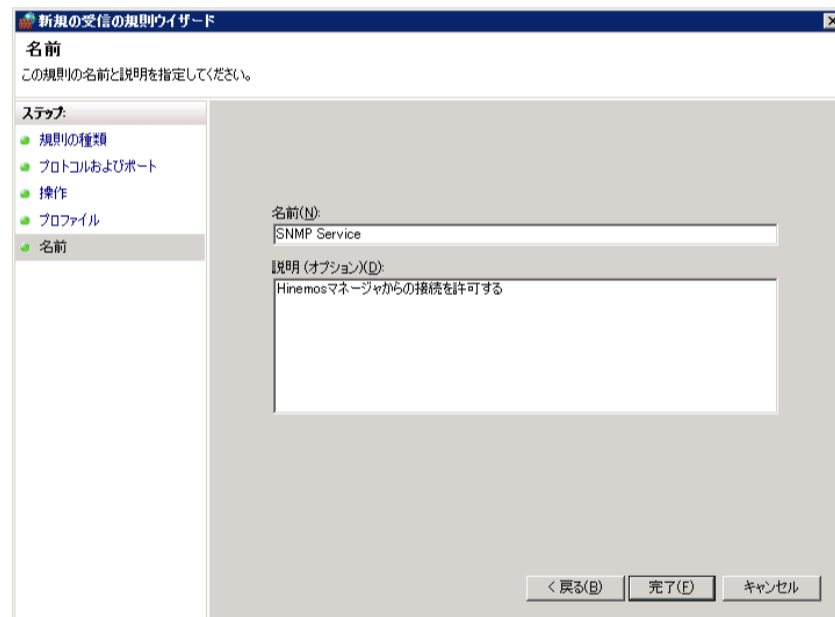 新規の受信の規則ウイザード
名前
この規則の名前と説明を指定してください。
ステップ:
規則の種類
プロトコルおよびポート
操作
プロファイル
名前
名前(N):
SNMP Service
説明 (オプション)(D):
Hinemosマネージャからの接続を許可する
< 戻る(B)
完了(F)
キャンセル